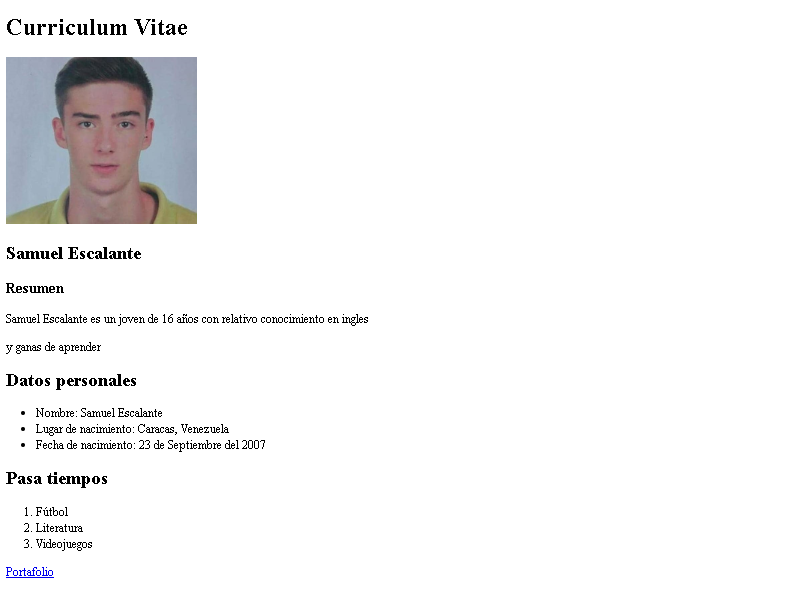 Curriculum Vitae
Samuel Escalante
Resumen
Samuel Escalante es un joven de 16 años con relativo conocimiento en ingles
y ganas de aprender
Datos personales
• Nombre: Samuel Escalante
• Lugar de nacimiento: Caracas, Venezuela
• Fecha de nacimiento: 23 de Septiembre del 2007
Pasa tiempos
1. Fútbol
2. Literatura
3. Videojuegos
Portafolio